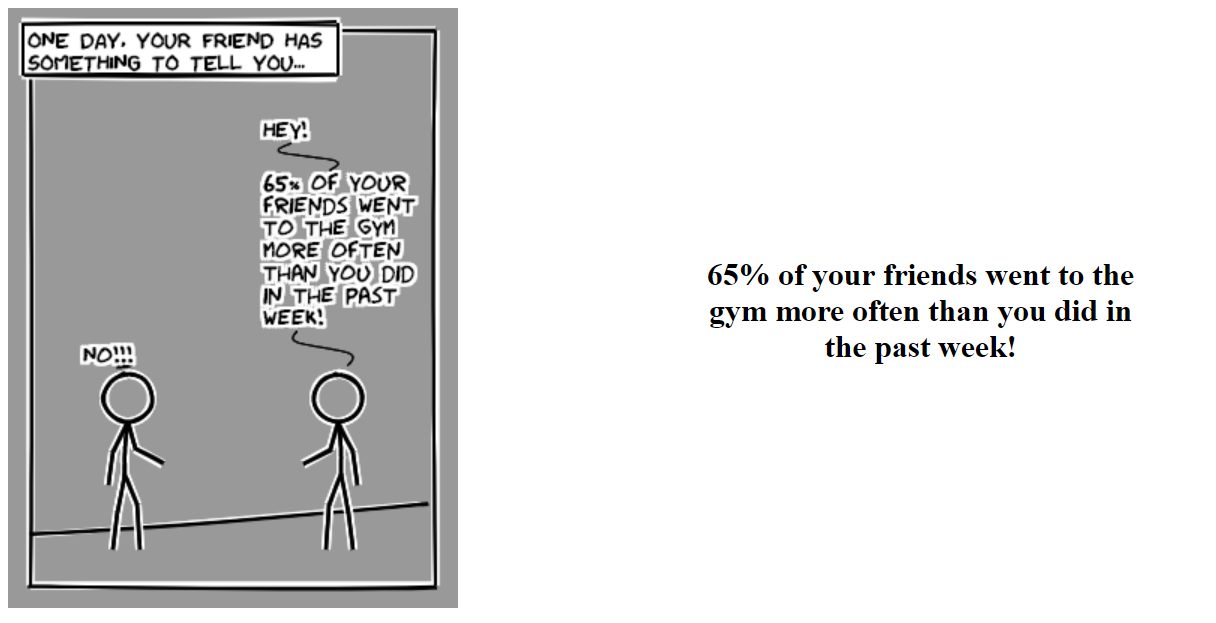 ONE DAY, YOUR FRIEND HAS
SOMETHING TO TELL YOU...
HEY!
65% OF YOUR
FRIENDS WENT
TO THE GYM
MORE OFTEN
THAN YOU DID
IN THE PAST
WEEK!
NO!!!
65% of your friends went to the
gym more often than you did in
the past week!